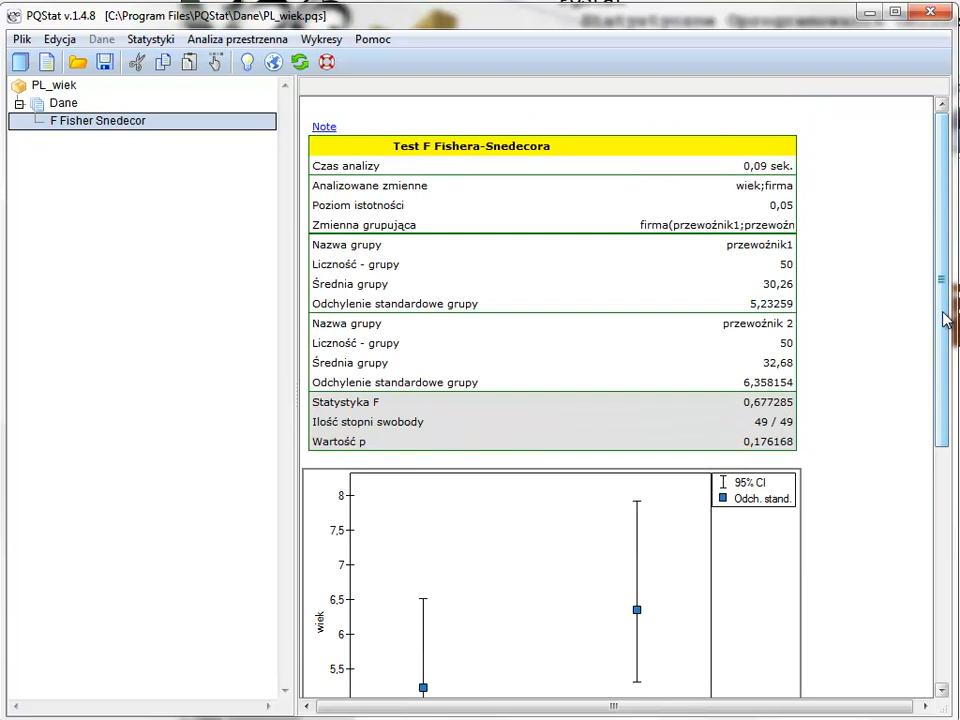 PQStat v.1.4.8 [C:\Program Files\PQStat\Dane\PL_wiek.pqs]
Plik Edycja Dane Statystyki Analiza przestrzenna Wykresy Pomoc
PL_wiek
Dane
F Fisher Snedecor
Note
Test F Fishera-Snedecora
Czas analizy 0,09 sek.
Analizowane zmienne wiek;firma
Poziom istotności 0,05
Zmienna grupująca firma(przewoźnik1;przewoźn
Nazwa grupy przewoźnik1
Liczność - grupy 50
Średnia grupy 30,26
Odchylenie standardowe grupy 5,23259
Nazwa grupy przewoźnik 2
Liczność - grupy 50
Średnia grupy 32,68
Odchylenie standardowe grupy 6,358154
Statystyka F 0,677285
Ilość stopni swobody 49 / 49
Wartość p 0,176168
95% CI
Odch. stand.
8
7,5
7
6,5
6
5,5
wiek